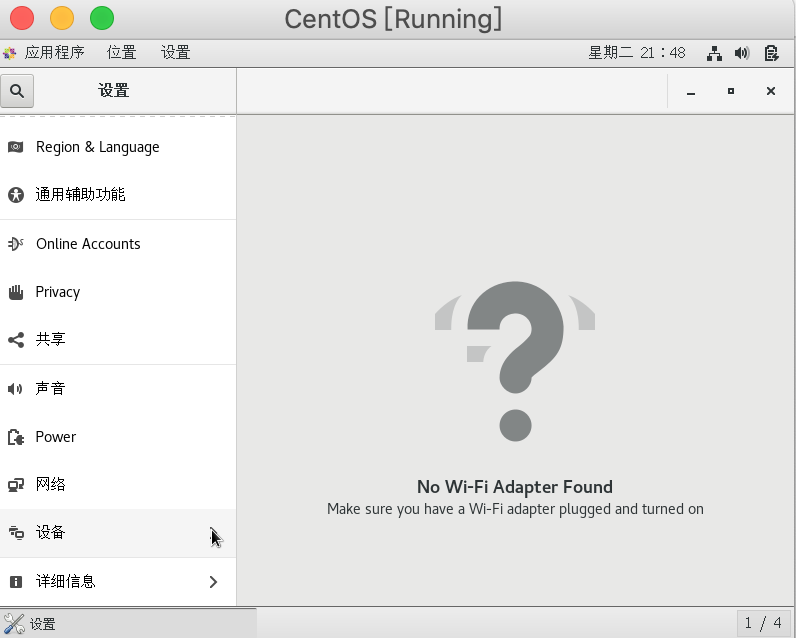 CentOS [Running]
应用程序 位置 设置 星期二 21：48
设置
Region & Language
通用辅助功能
Online Accounts
Privacy
共享
声音
Power
网络
设备
详细信息
No Wi-Fi Adapter Found
Make sure you have a Wi-Fi adapter plugged and turned on
设置 1 / 4